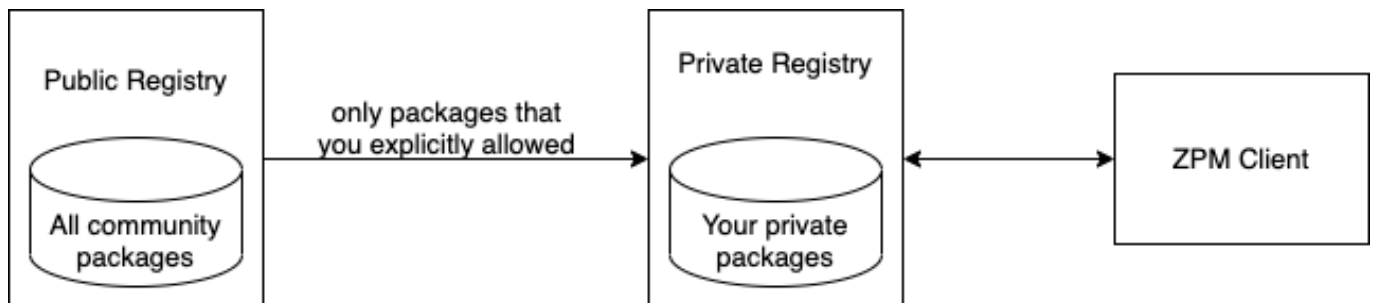 Public Registry
All community
packages
only packages that
you explicitly allowed
Private Registry
Your private
packages
ZPM Client